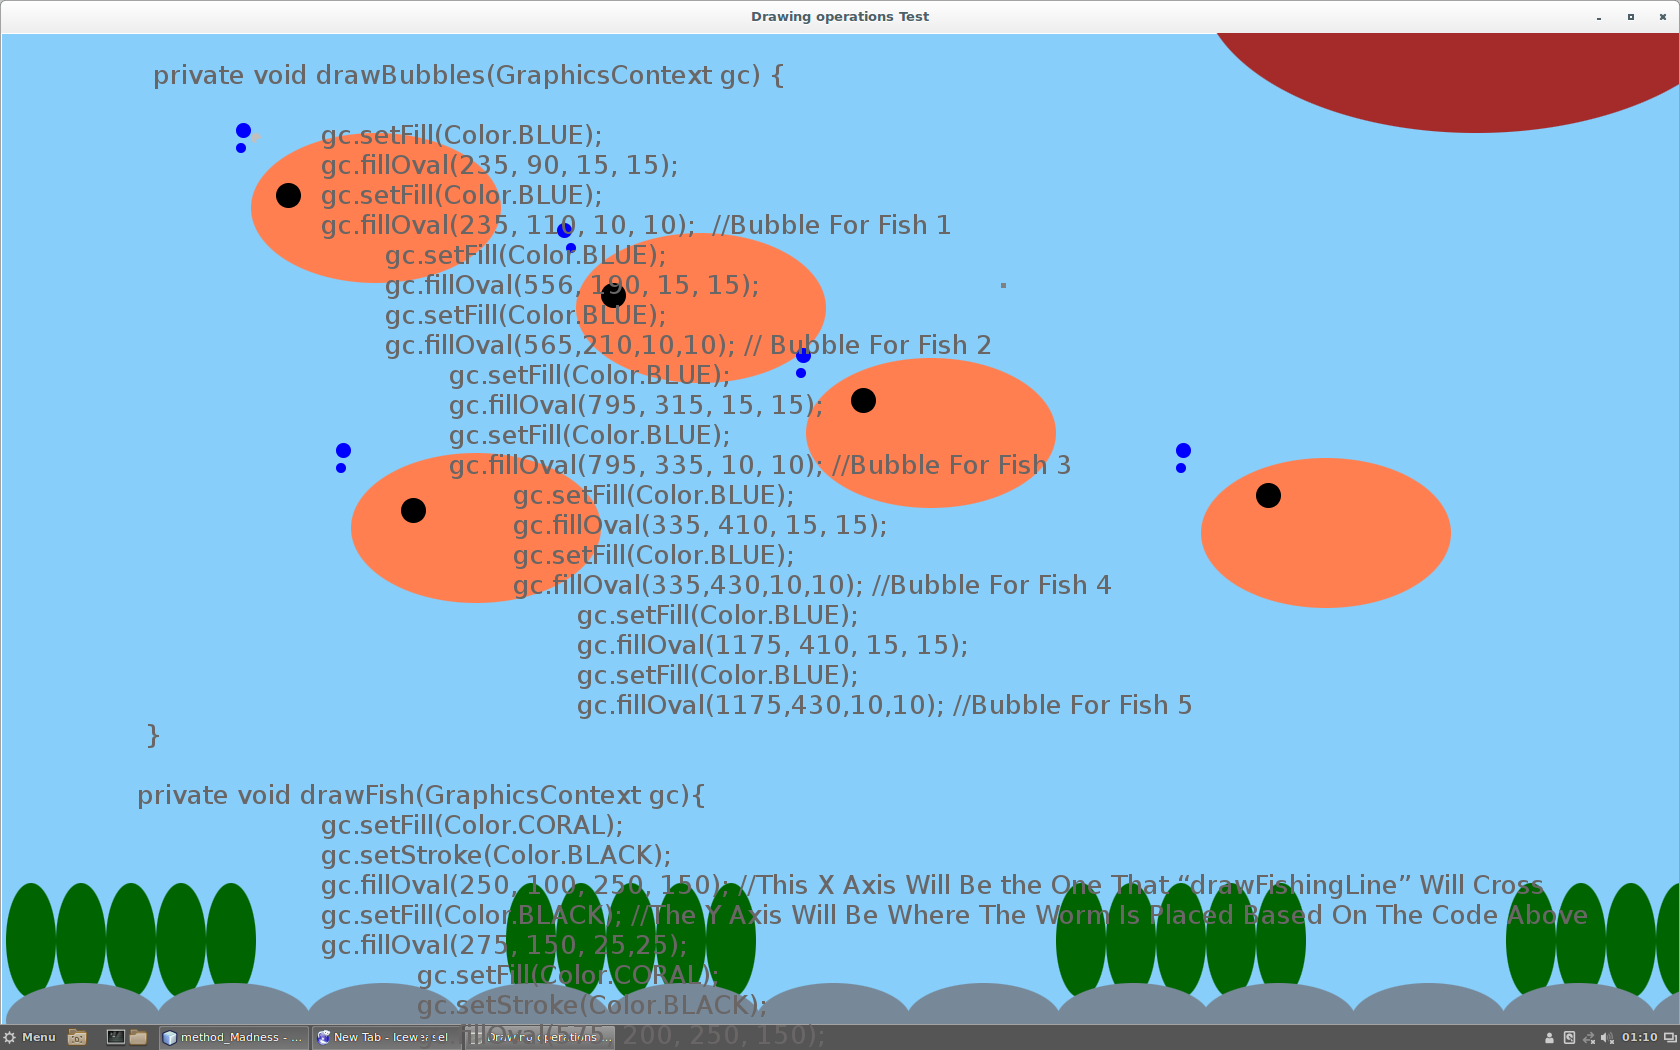 Drawing operations Test
private void drawBubbles(GraphicsContext gc) {
gc.setFill(Color.BLUE);
gc.fillOval(235, 90, 15, 15);
gc.setFill(Color.BLUE);
gc.fillOval(235, 110, 10, 10);  //Bubble For Fish 1
gc.setFill(Color.BLUE);
gc.fillOval(556, 190, 15, 15);
gc.setFill(Color.BLUE);
gc.fillOval(565,210,10,10); // Bubble For Fish 2
gc.setFill(Color.BLUE);
gc.fillOval(795, 315, 15, 15);
gc.setFill(Color.BLUE);
gc.fillOval(795, 335, 10, 10); //Bubble For Fish 3
gc.setFill(Color.BLUE);
gc.fillOval(335, 410, 15, 15);
gc.setFill(Color.BLUE);
gc.fillOval(335,430,10,10); //Bubble For Fish 4
gc.setFill(Color.BLUE);
gc.fillOval(1175, 410, 15, 15);
gc.setFill(Color.BLUE);
gc.fillOval(1175,430,10,10); //Bubble For Fish 5
}
private void drawFish(GraphicsContext gc){
gc.setFill(Color.CORAL);
gc.setStroke(Color.BLACK);
gc.fillOval(250, 100, 250, 150); //This X Axis Will Be the One That “drawFishingLine” Will Cross
gc.setFill(Color.BLACK); //The Y Axis Will Be Where The Worm Is Placed Based On The Code Above
gc.fillOval(275, 150, 25,25);
gc.setFill(Color.CORAL);
gc.setStroke(Color.BLACK);
gc.fillOval(575, 200, 250, 150);
Menu method_Madness - ... New Tab - Iceweasel Drawing operations ... 01:10